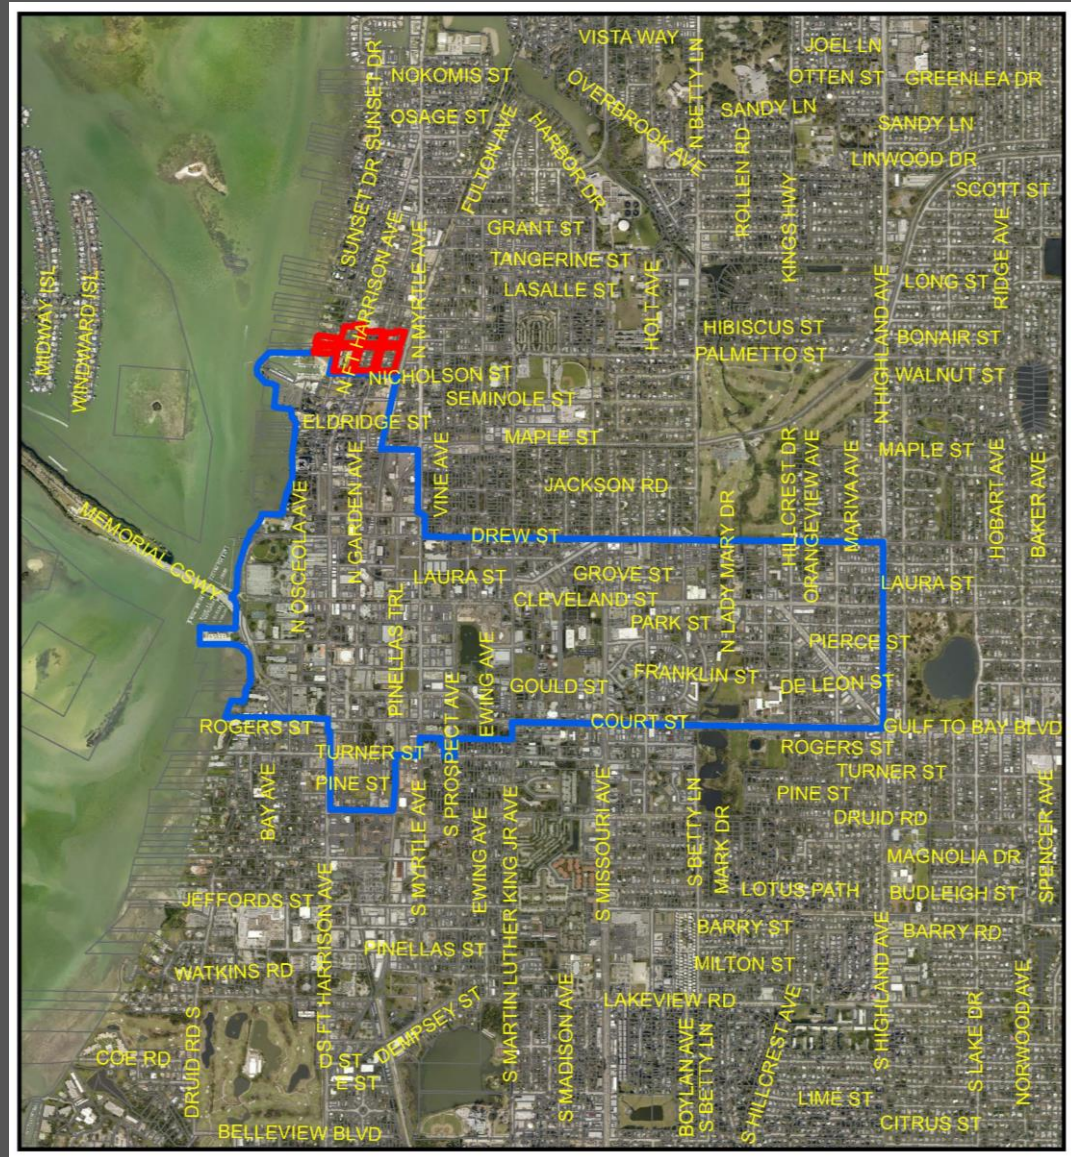 VISTA WAY
JOEL LN
NOKOMIS ST
OTTEN ST
GREENLEA DR
SUNSET DR
N BETTY LN
OVERBROOK AVE
SANDY LN
OSAGE ST
FULTON AVE
HARBOR DR
SANDY LN
ROLLEN RD
LINWOOD DR
KINGS HWY
SCOTT ST
SUNSET DR
GRANT ST
RIDGE AVE
TANGERINE ST
MIDWAY ISL
WINDWARD ISL
N FT HARRISON AVE
N MYRTLE AVE
LASALLE ST
HOLT AVE
N HIGHLAND AVE
LONG ST
HIBISCUS ST
BONAIR ST
PALMETTO ST
NICHOLSON ST
WALNUT ST
SEMINOLE ST
ELDRIDGE ST
MAPLE ST
MAPLE ST
VINE AVE
JACKSON RD
HILLCREST DR
ORANGEVIEW AVE
MARIVA AVE
HOBART AVE
BAKER AVE
MEMORIAL CSWY
N OSCEOLA AVE
N GARDEN AVE
DREW ST
N LADY MARY DR
LAURA ST
GROVE ST
LAURA ST
CLEVELAND ST
PINELLAS TRL
PARK ST
PIERCE ST
EWING AVE
FRANKLIN ST
GOULD ST
DE LEON ST
ROGERS ST
COURT ST
GULF TO BAY BLVD
TURNER ST
S PROSPECT AVE
ROGERS ST
PINE ST
TURNER ST
BAY AVE
PINE ST
S MYRTLE AVE
EWING AVE
S MARTIN LUTHER KING JR AVE
S MISSOURI AVE
S BETTY LN
MARK DR
DRUID RD
SPENCER AVE
MAGNOLIA DR
JEFFORDS ST
LOTUS PATH
BUDLEIGH ST
S FT HARRISON AVE
BARRY ST
S HIGHLAND AVE
BARRY RD
PINELLAS ST
WATKINS RD
MILTON ST
DEMPSEY ST
S MADISON AVE
LAKEVIEW RD
S HILLCREST AVE
S LAKE DR
NORWOOD AVE
DRUID RD S
COE RD
D ST
E ST
BOYLAN AVE
S BETTY LN
LIME ST
BELLEVIEW BLVD
CITRUS ST